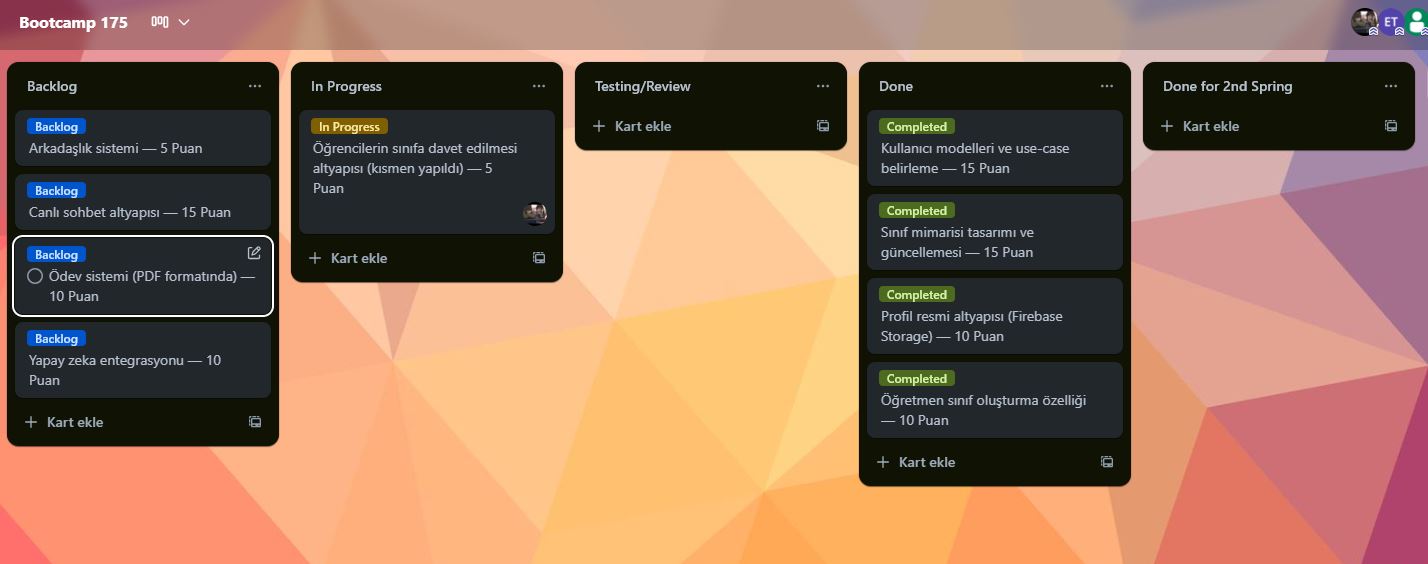 Bootcamp 175
ET
Backlog
Backlog
Arkadaşlık sistemi — 5 Puan
Backlog
Canlı sohbet altyapısı — 15 Puan
Backlog
Ödev sistemi (PDF formatında) —
10 Puan
Backlog
Yapay zeka entegrasyonu — 10
Puan
Kart ekle
In Progress
In Progress
Öğrencilerin sınıfa davet edilmesi
altyapısı (kısmen yapıldı) — 5
Puan
Kart ekle
Testing/Review
Kart ekle
Done
Completed
Kullanıcı modelleri ve use-case
belirleme — 15 Puan
Completed
Sınıf mimarisi tasarımı ve
güncellemesi — 15 Puan
Completed
Profil resmi altyapısı (Firebase
Storage) — 10 Puan
Completed
Öğretmen sınıf oluşturma özelliği
— 10 Puan
Kart ekle
Done for 2nd Spring
Kart ekle